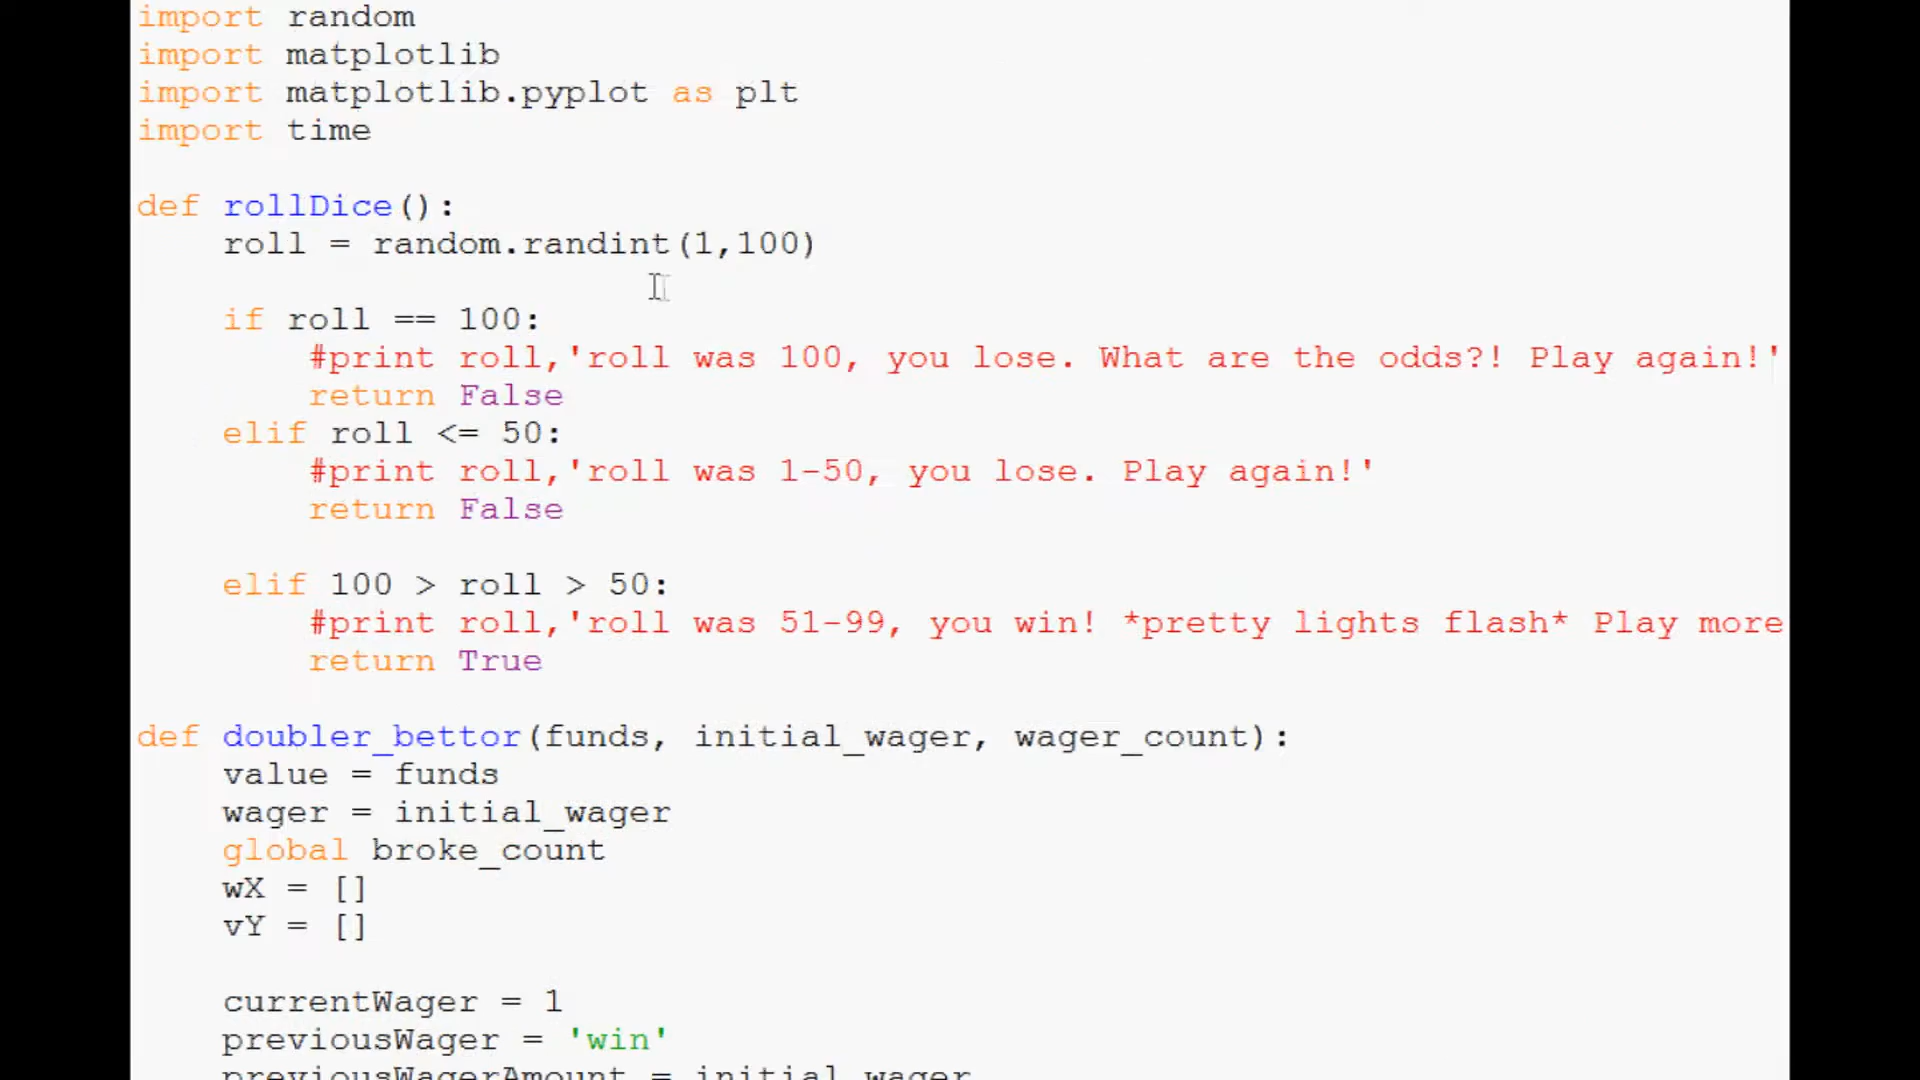 import random
import matplotlib
import matplotlib.pyplot as plt
import time
def rollDice():
roll = random.randint(1,100)
if roll == 100:
#print roll,'roll was 100, you lose. What are the odds?! Play again!'
return False
elif roll <= 50:
#print roll,'roll was 1-50, you lose. Play again!'
return False
elif 100 > roll > 50:
#print roll,'roll was 51-99, you win! *pretty lights flash* Play more
return True
def doubler_bettor(funds, initial_wager, wager_count):
value = funds
wager = initial_wager
global broke_count
wX = []
vY = []
currentWager = 1
previousWager = 'win'
previousWagerAmount = initial_wager